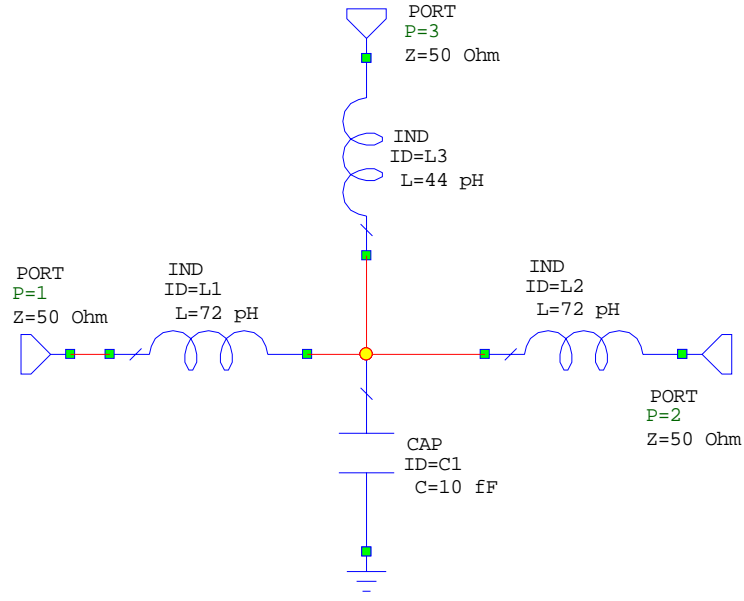 PORT
P=3
Z=50 Ohm
IND
ID=L3
L=44 pH
PORT
P=1
Z=50 Ohm
IND
ID=L1
L=72 pH
IND
ID=L2
L=72 pH
PORT
P=2
Z=50 Ohm
CAP
ID=C1
C=10 fF